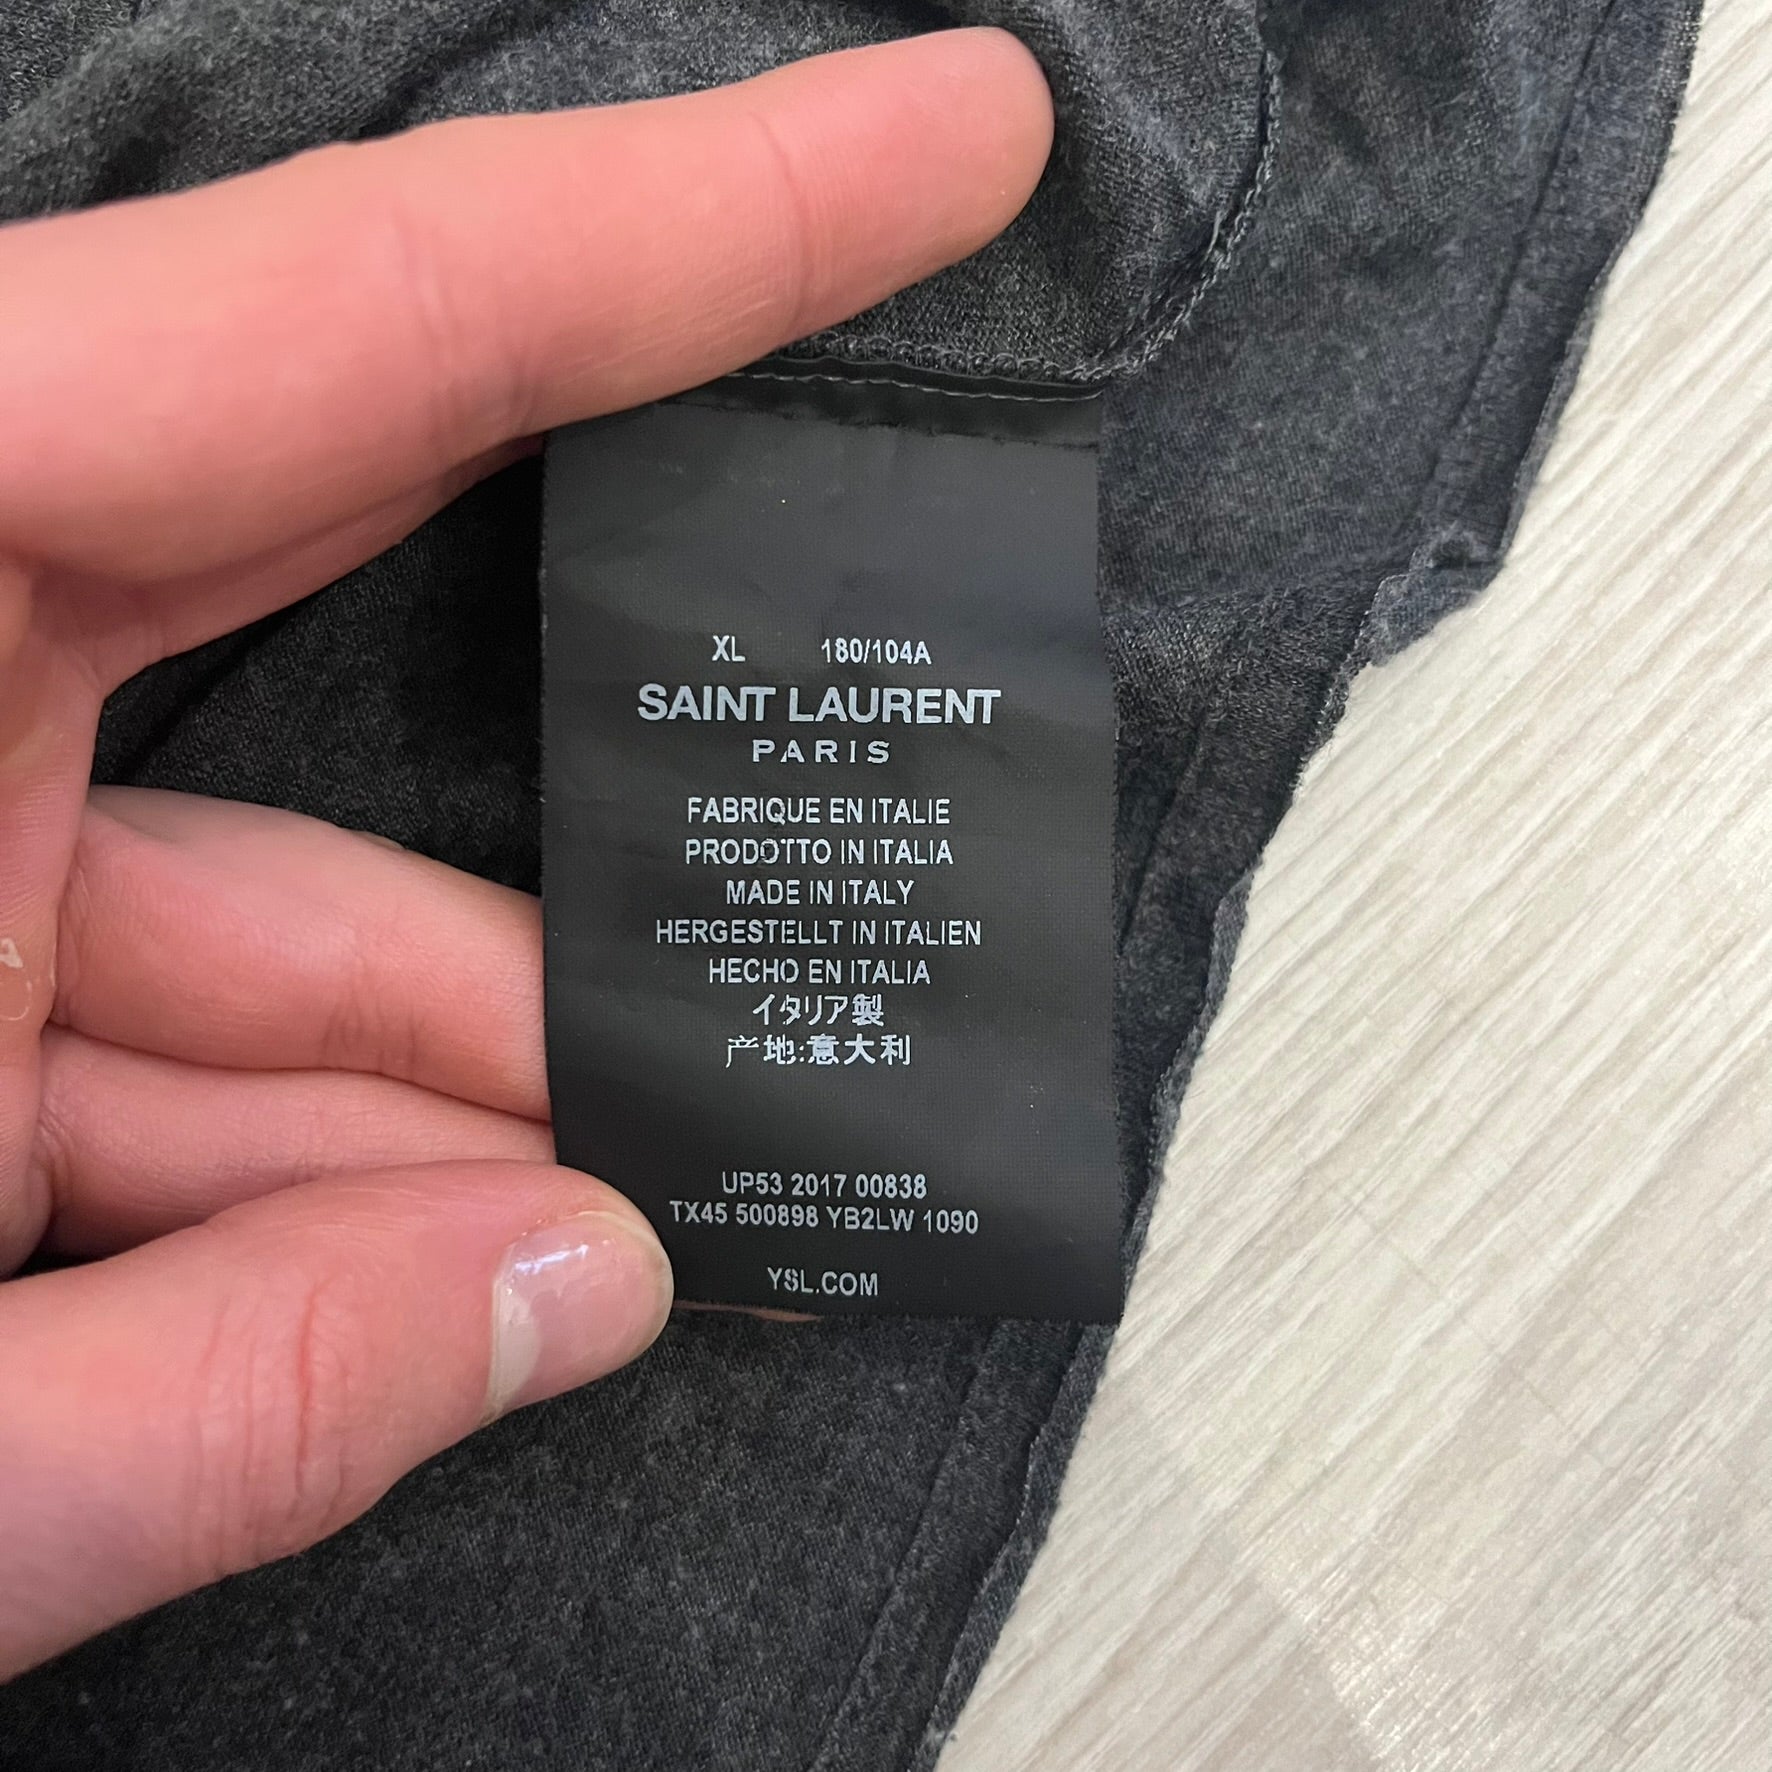 XL 180/104A
SAINT LAURENT
PARIS
FABRIQUE EN ITALIE
PRODOTTO IN ITALIA
MADE IN ITALY
HERGESTELLT IN ITALIEN
HECHO EN ITALIA
イタリア製
产地:意大利
UP53 2017 00838
TX45 500898 YB2LW 1090
YSL.COM